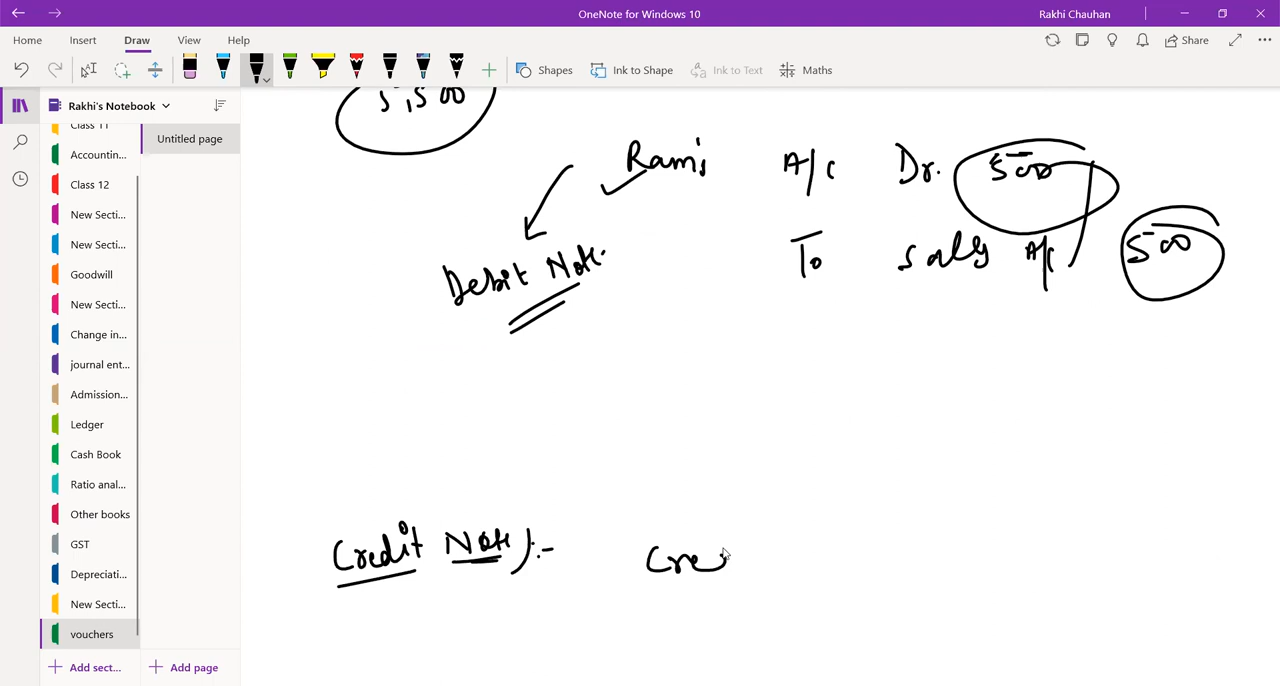 OneNote for Windows 10
Rakhi Chauhan
Home Insert Draw View Help
Share
Shapes Ink to Shape Ink to Text Maths
Rakhi's Notebook
Untitled page
Class 11
Accountin...
Class 12
New Secti...
New Secti...
Goodwill
New Secti...
Change in...
journal ent...
Admission...
Ledger
Cash Book
Ratio anal...
Other books
GST
Depreciati...
New Secti...
vouchers
Add sect... Add page
5,500
Ram's A/c Dr. 500
To Sales A/c 500
Debit Note.
Credit Note):- Cre